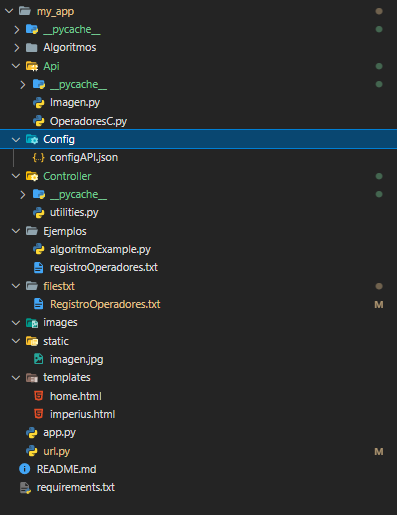 my_app
__pycache__
Algoritmos
Api
__pycache__
Imagen.py
OperadoresC.py
Config
configAPI.json
Controller
__pycache__
utilities.py
Ejemplos
algoritmoExample.py
registroOperadores.txt
filestxt
RegistroOperadores.txt M
images
static
imagen.jpg
templates
home.html
imperius.html
app.py
url.py M
README.md
requirements.txt